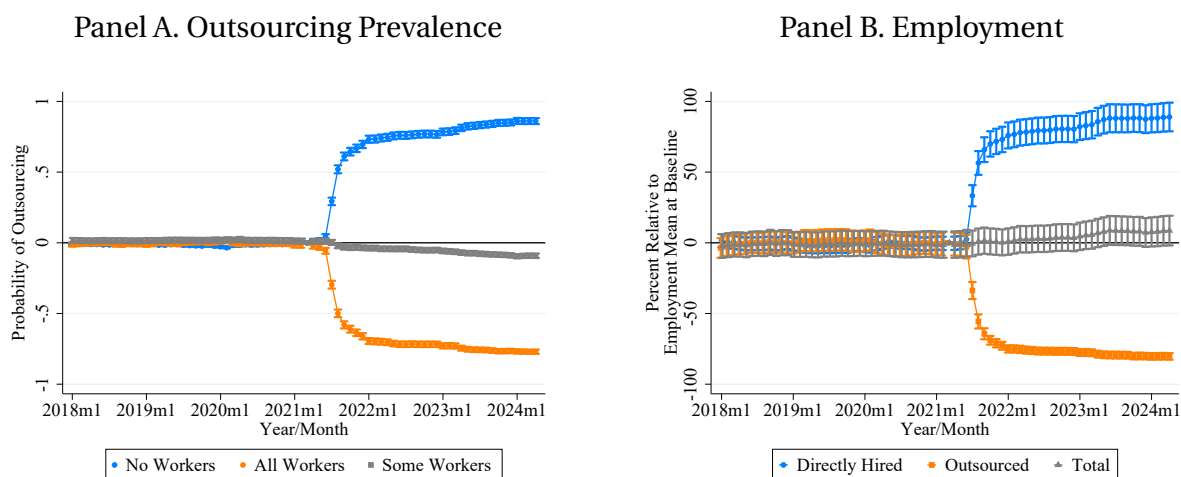 Panel A. Outsourcing Prevalence
Probability of Outsourcing
1
.5
0
-.5
-1
2018m1 2019m1 2020m1 2021m1 2022m1 2023m1 2024m1
Year/Month
No Workers All Workers Some Workers
Panel B. Employment
Percent Relative to
Employment Mean at Baseline
100
50
0
-50
-100
2018m1 2019m1 2020m1 2021m1 2022m1 2023m1 2024m1
Year/Month
Directly Hired Outsourced Total